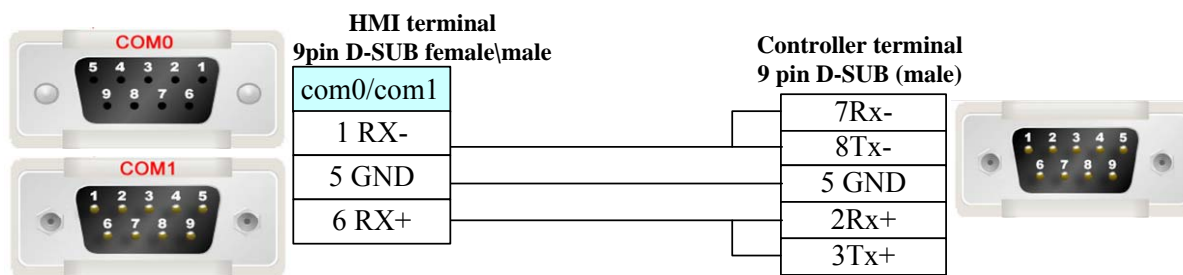 HMI terminal
9pin D-SUB female\male
COM0
5 4 3 2 1
9 8 7 6
COM1
1 2 3 4 5
6 7 8 9
com0/com1
1 RX-
5 GND
6 RX+
Controller terminal
9 pin D-SUB (male)
7Rx-
8Tx-
5 GND
2Rx+
3Tx+
1 2 3 4 5
6 7 8 9